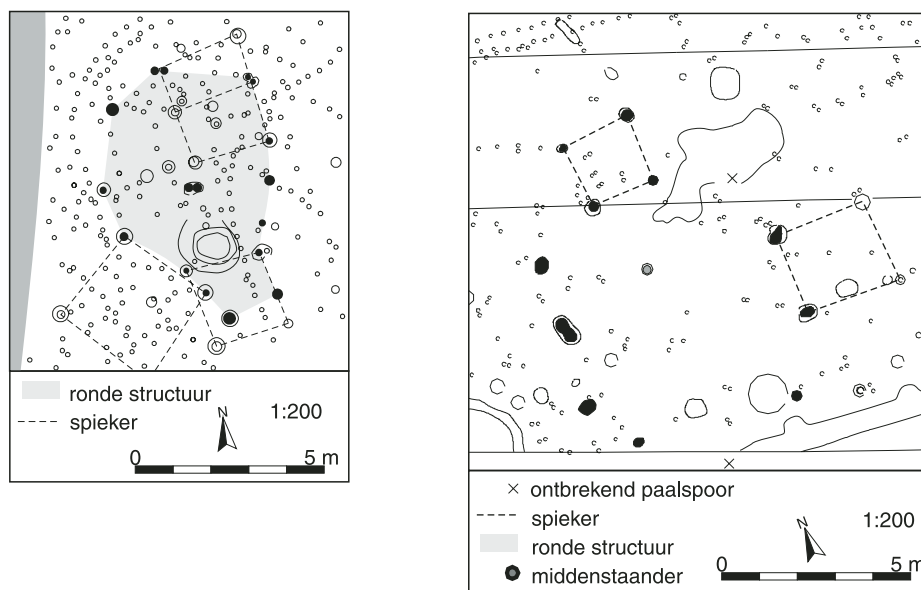 ronde structuur
spieker
N
1:200
0 5 m
× ontbrekend paalspoor
spieker
ronde structuur
middenstaander
N
1:200
0 5 m